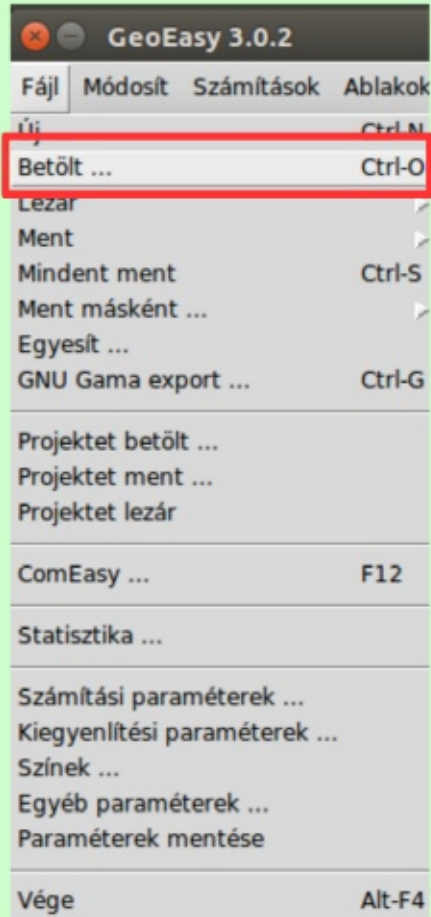 GeoEasy 3.0.2
Fájl Módosít Számítások Ablakok
Új Ctrl-N
Betölt ... Ctrl-O
Lezár
Ment
Mindent ment Ctrl-S
Ment másként ...
Egyesít ...
GNU Gama export ... Ctrl-G
Projektet betölt ...
Projektet ment ...
Projektet lezár
ComEasy ... F12
Statisztika ...
Számítási paraméterek ...
Kiegyenlítési paraméterek ...
Színek ...
Egyéb paraméterek ...
Paraméterek mentése
Vége Alt-F4